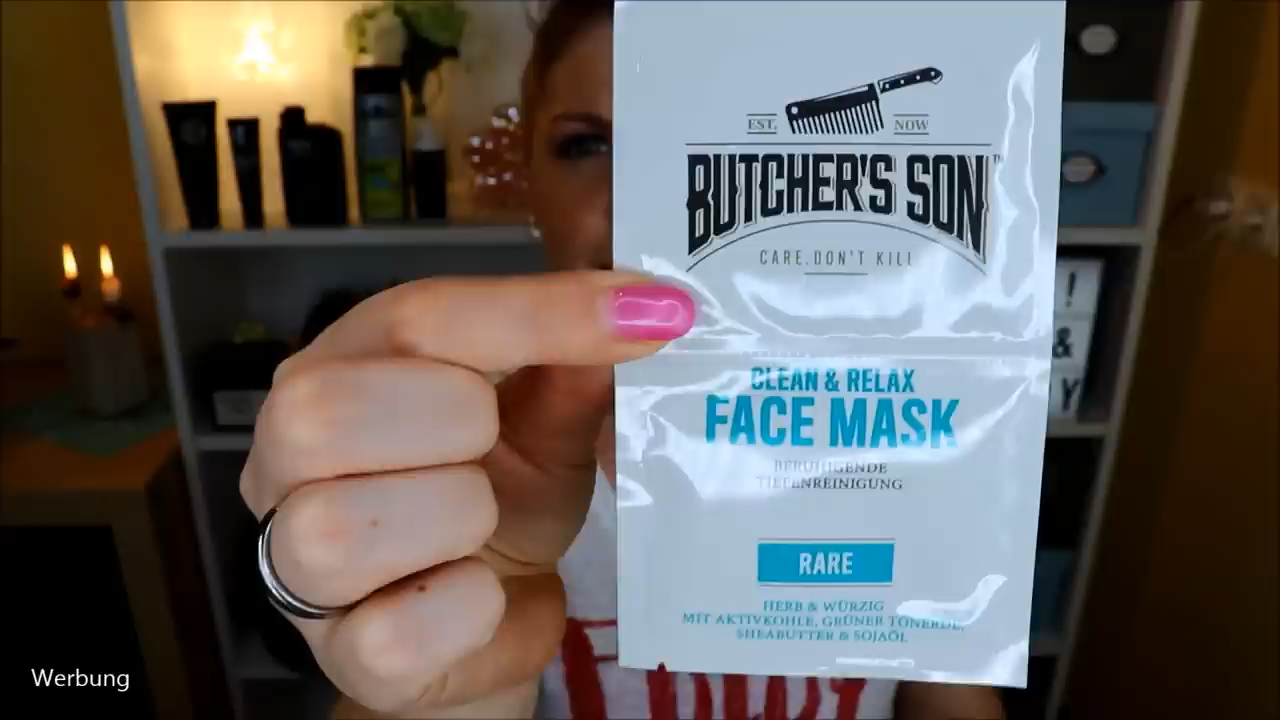 EST. NOW
BUTCHER'S SON
CARE. DON'T KILL
CLEAN & RELAX
FACE MASK
BERUHIGENDE
TIEFENREINIGUNG
RARE
HERB & WÜRZIG
MIT AKTIVKOHLE, GRÜNER TONERDE,
SHEABUTTER & SOJAÖL
!
&
Y
Werbung